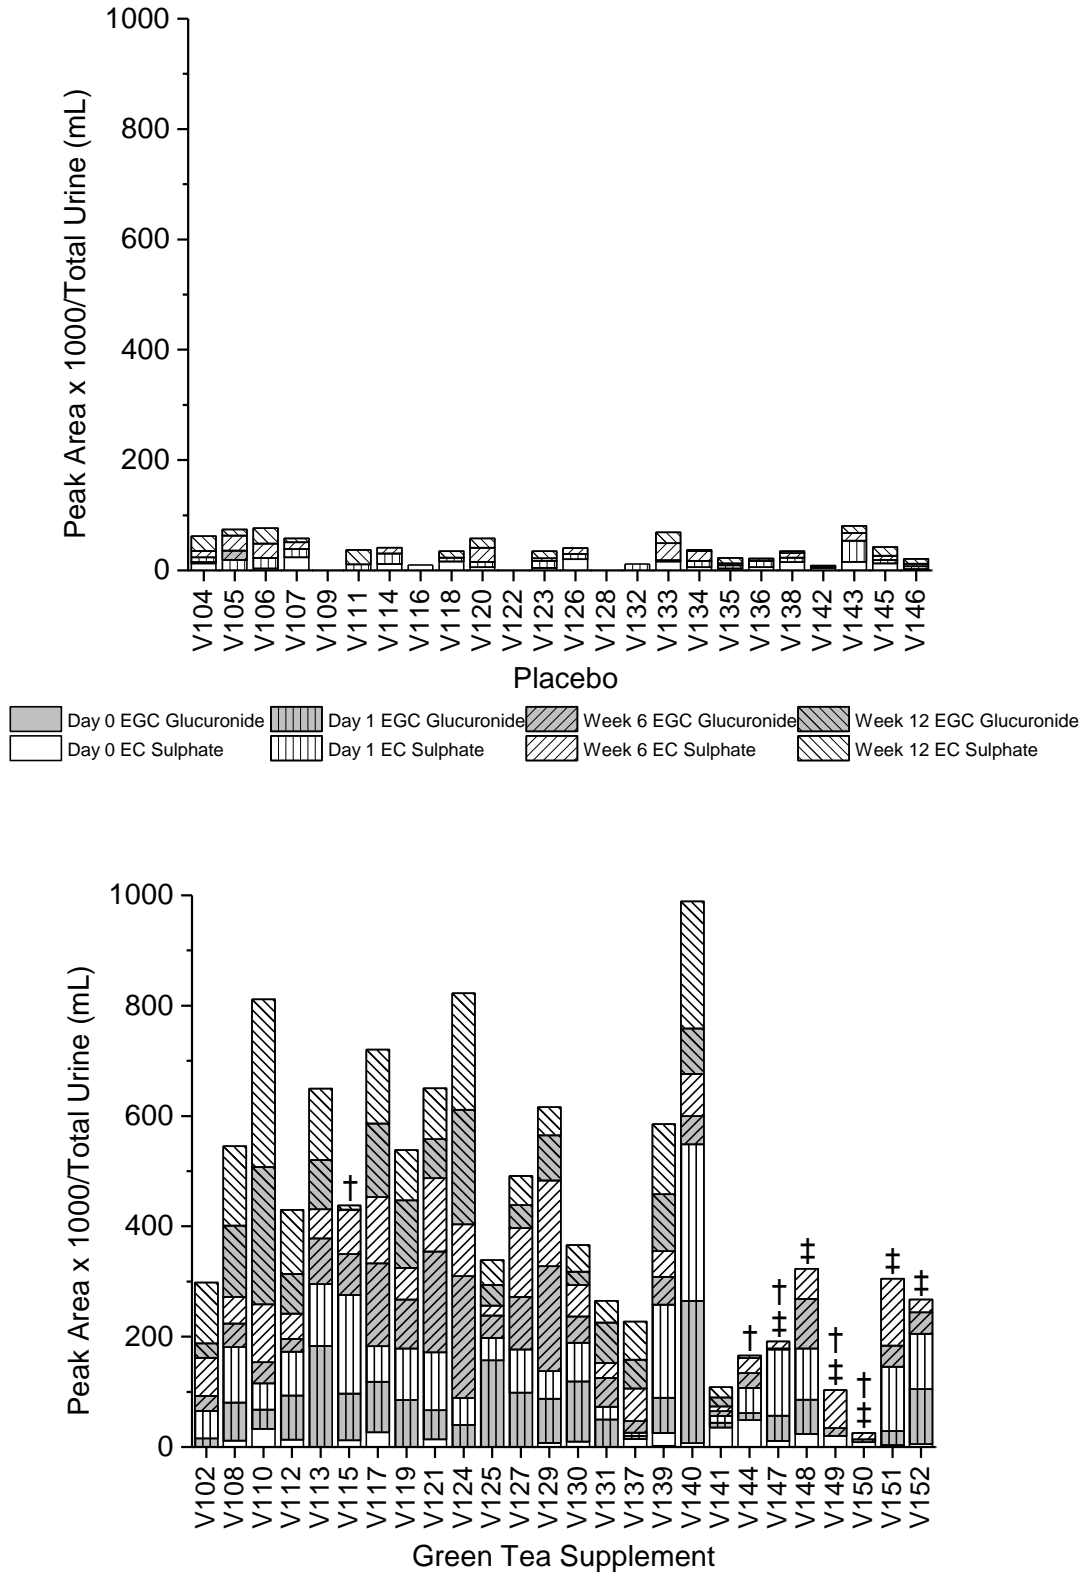 1000
800
600
400
200
0
Peak Area x 1000/Total Urine (mL)
V104 V105 V106 V107 V109 V111 V114 V116 V118 V120 V122 V123 V126 V128 V132 V133 V134 V135 V136 V138 V142 V143 V145 V146
Placebo
Day 0 EGC Glucuronide Day 1 EGC Glucuronide Week 6 EGC Glucuronide Week 12 EGC Glucuronide
Day 0 EC Sulphate Day 1 EC Sulphate Week 6 EC Sulphate Week 12 EC Sulphate
1000
800
600
400
200
0
Peak Area x 1000/Total Urine (mL)
† † † ‡ ‡ † ‡ † ‡ ‡ ‡
V102 V108 V110 V112 V113 V115 V117 V119 V121 V124 V125 V127 V129 V130 V131 V137 V139 V140 V141 V144 V147 V148 V149 V150 V151 V152
Green Tea Supplement